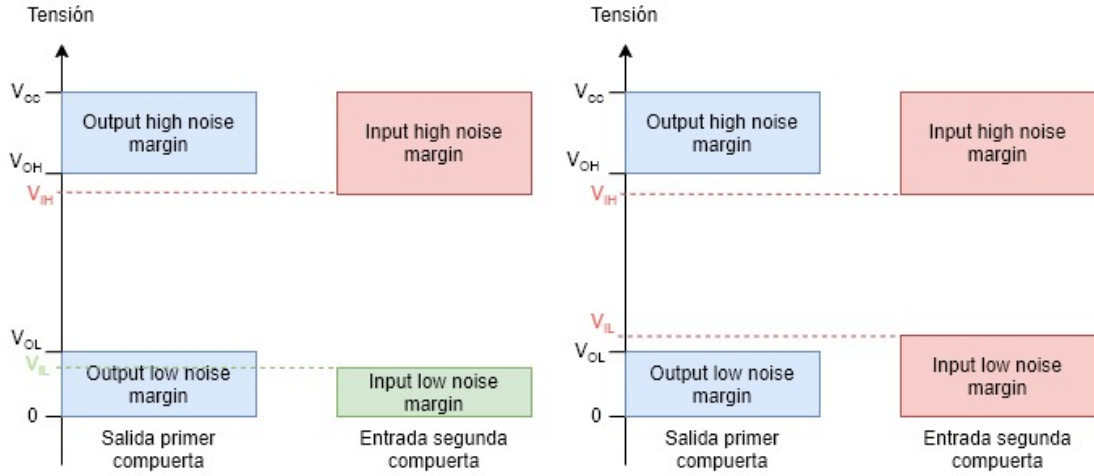 Tensión
V_CC
Output high noise
margin
Input high noise
margin
V_OH
V_IH
V_OL
V_IL
Output low noise
margin
Input low noise
margin
0
Salida primer
compuerta
Entrada segunda
compuerta
Tensión
V_CC
Output high noise
margin
Input high noise
margin
V_OH
V_IH
V_IL
V_OL
Output low noise
margin
Input low noise
margin
0
Salida primer
compuerta
Entrada segunda
compuerta